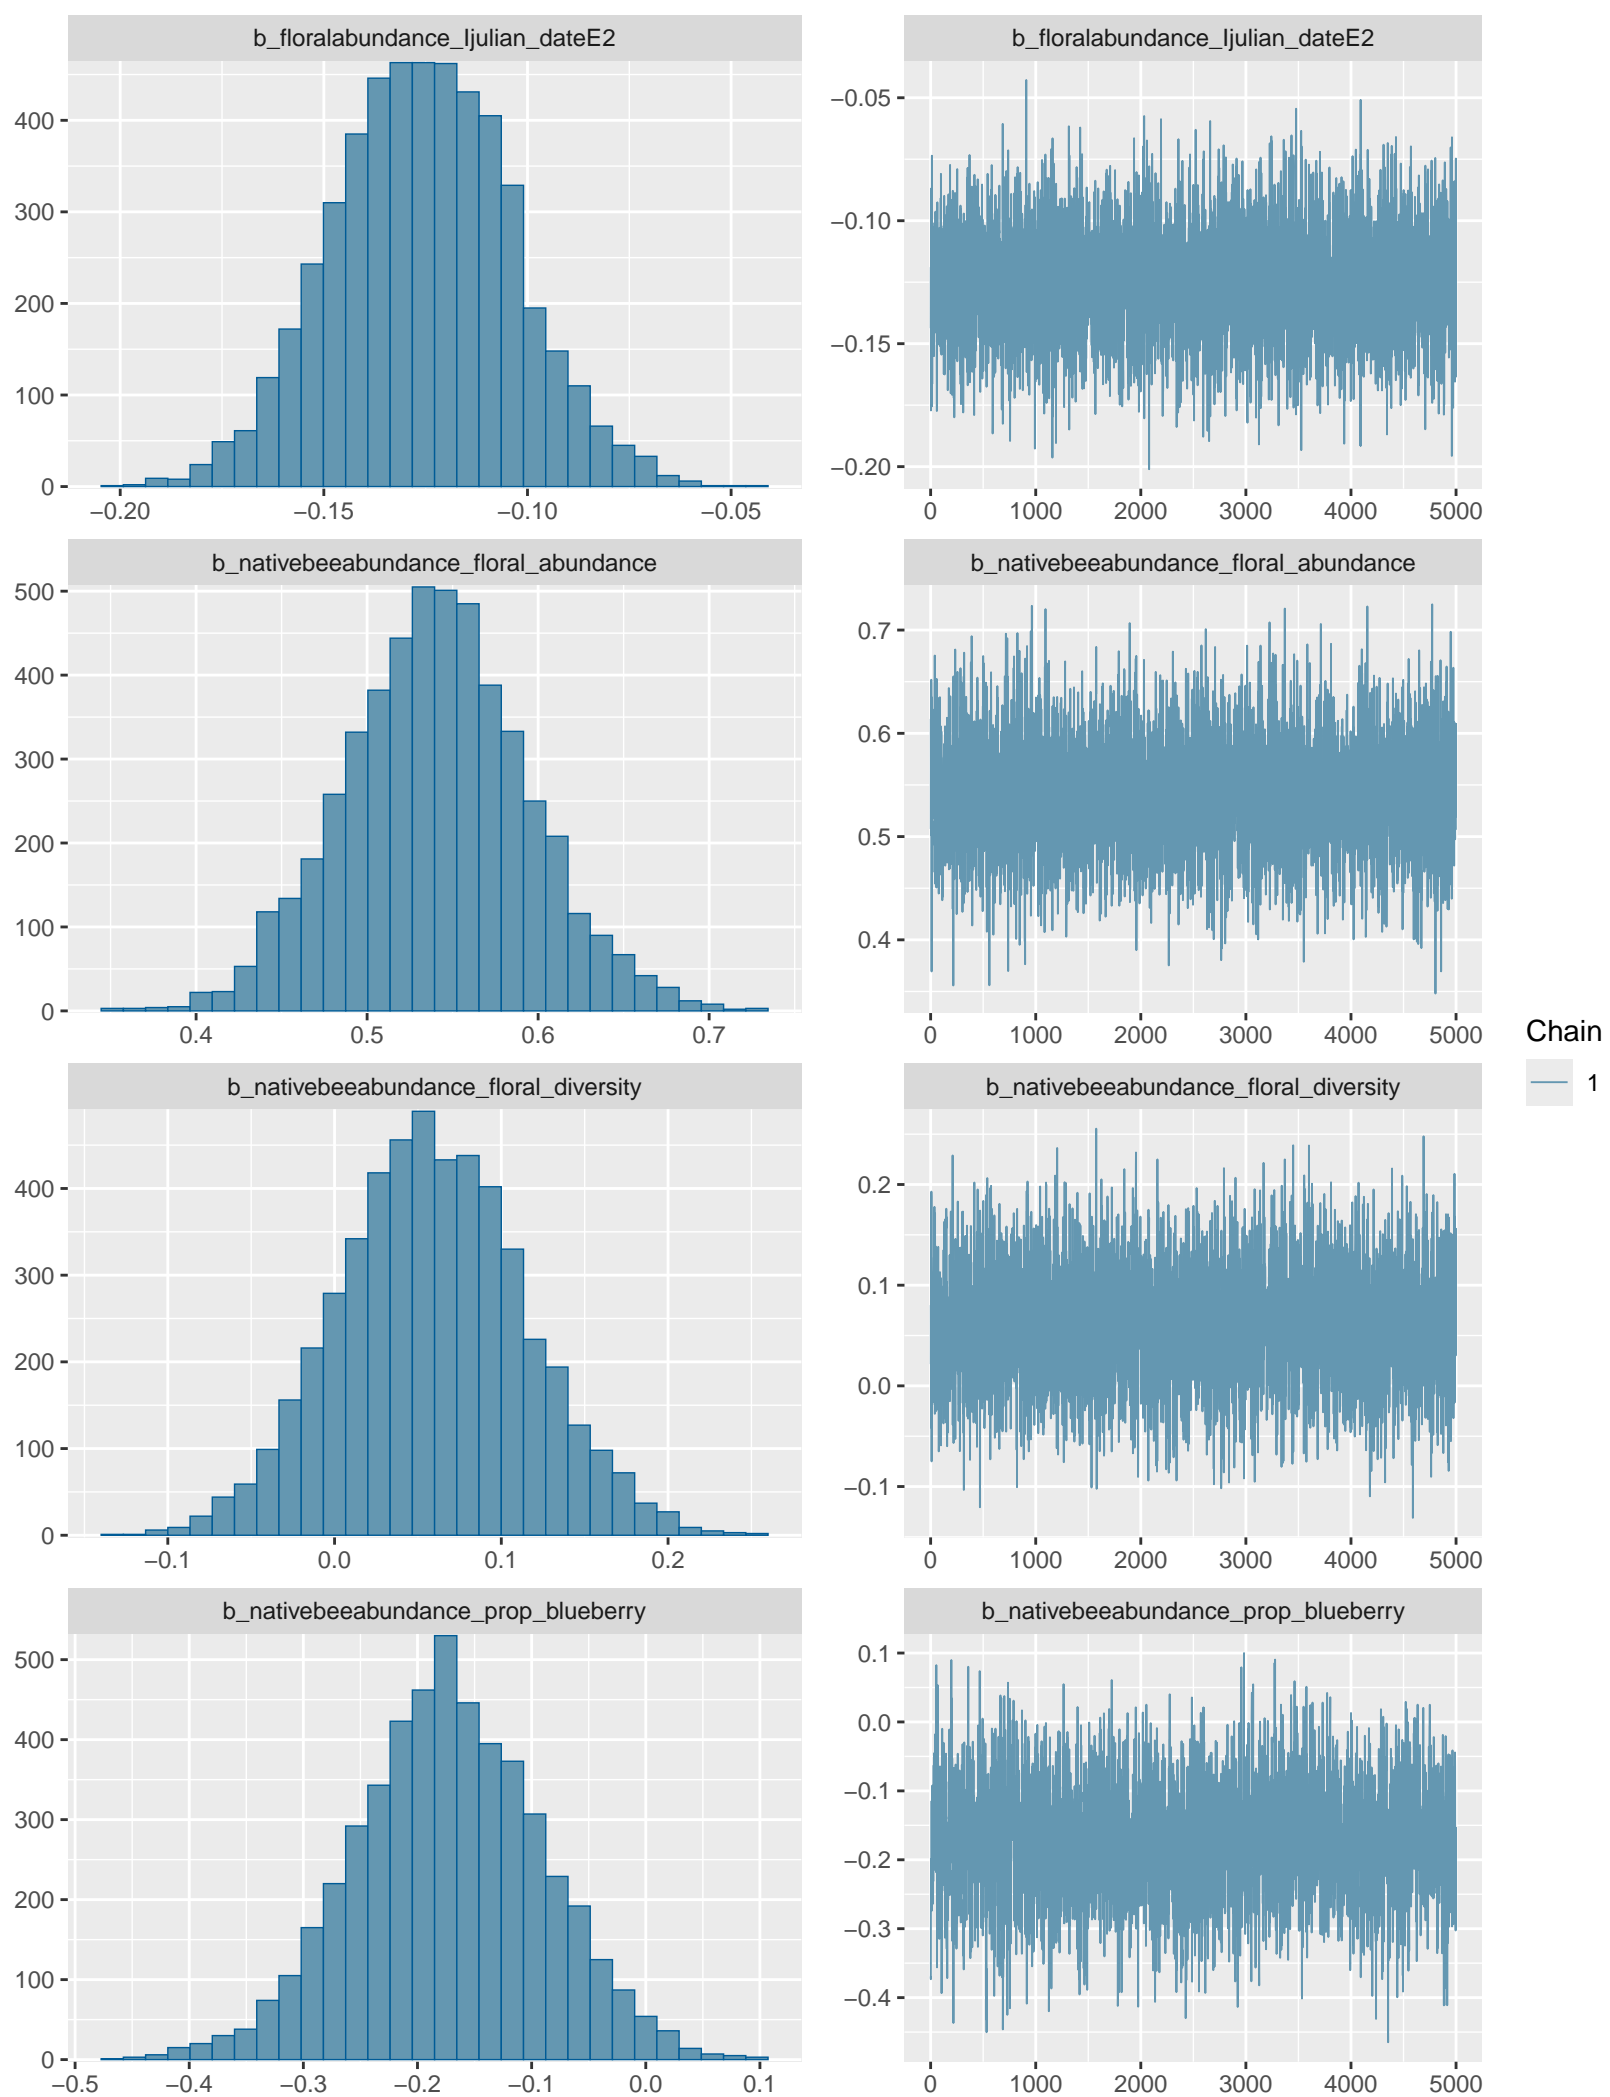 b_floralabundance_Ijulian_dateE2
b_floralabundance_Ijulian_dateE2
400
300
200
100
0
−0.20 −0.15 −0.10 −0.05
−0.05
−0.10
−0.15
−0.20
0 1000 2000 3000 4000 5000
b_nativebeeabundance_floral_abundance
b_nativebeeabundance_floral_abundance
500
400
300
200
100
0
0.4 0.5 0.6 0.7
0.7
0.6
0.5
0.4
0 1000 2000 3000 4000 5000
Chain
1
b_nativebeeabundance_floral_diversity
b_nativebeeabundance_floral_diversity
400
300
200
100
0
−0.1 0.0 0.1 0.2
0.2
0.1
0.0
−0.1
0 1000 2000 3000 4000 5000
b_nativebeeabundance_prop_blueberry
b_nativebeeabundance_prop_blueberry
500
400
300
200
100
0
−0.5 −0.4 −0.3 −0.2 −0.1 0.0 0.1
0.1
0.0
−0.1
−0.2
−0.3
−0.4
0 1000 2000 3000 4000 5000